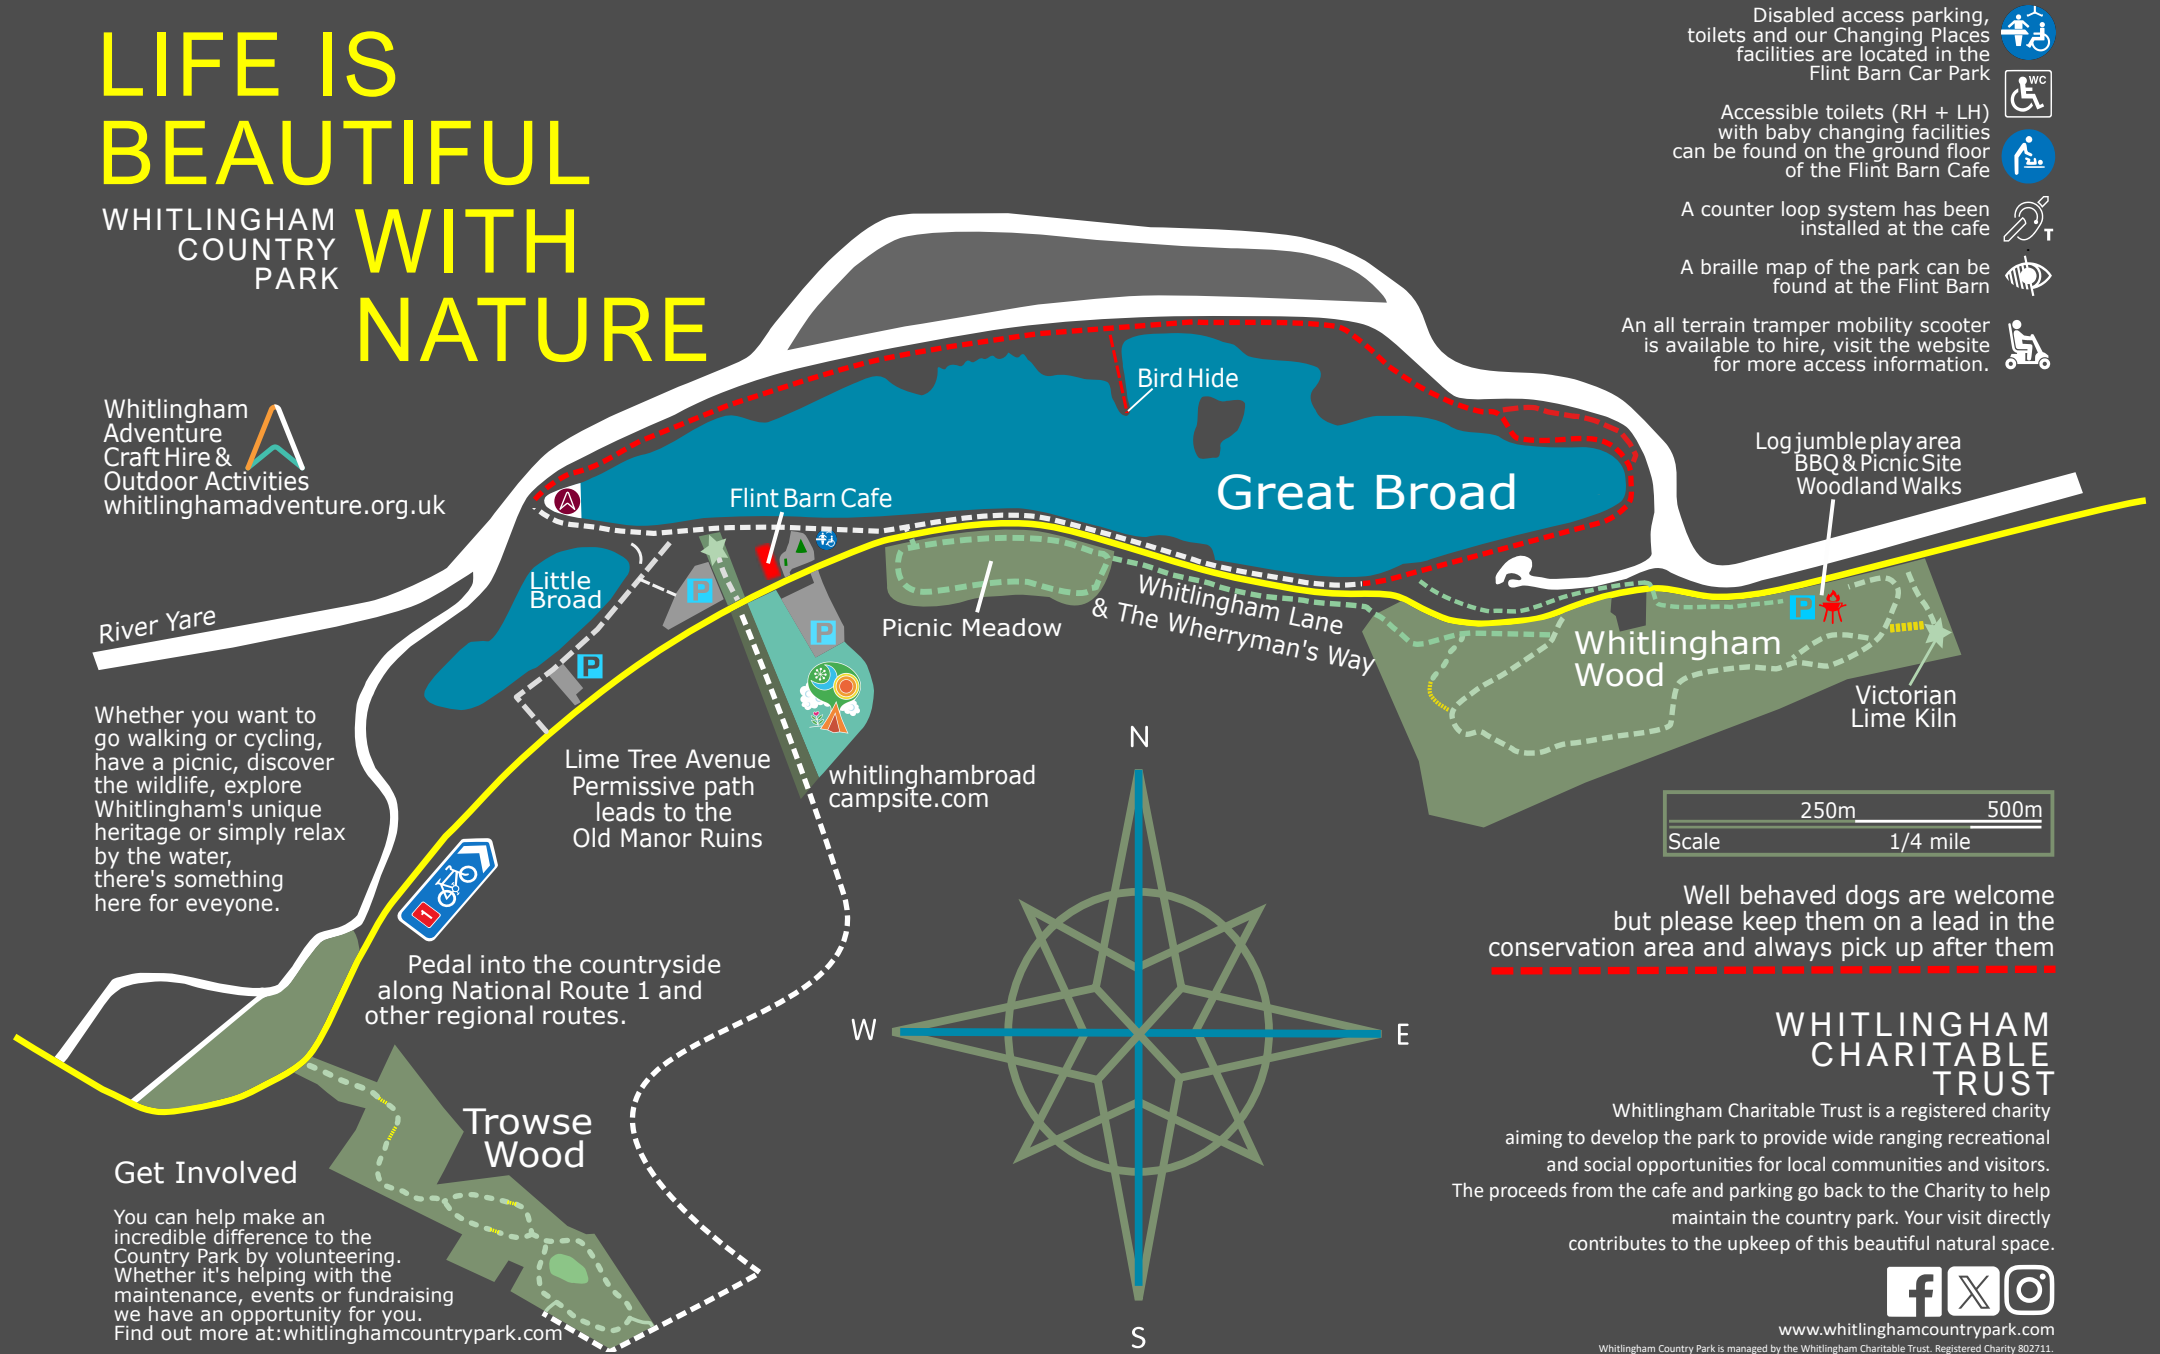 LIFE IS
BEAUTIFUL
WHITLINGHAM
COUNTRY
PARK
WITH
NATURE
Disabled access parking,
toilets and our Changing Places
facilities are located in the
Flint Barn Car Park
WC
Accessible toilets (RH + LH)
with baby changing facilities
can be found on the ground floor
of the Flint Barn Cafe
A counter loop system has been
installed at the cafe
T
A braille map of the park can be
found at the Flint Barn
An all terrain tramper mobility scooter
is available to hire, visit the website
for more access information.
Whitlingham
Adventure
Craft Hire &
Outdoor Activities
whitlinghamadventure.org.uk
Bird Hide
Great Broad
Flint Barn Cafe
Log jumble play area
BBQ & Picnic Site
Woodland Walks
Little
Broad
River Yare
P
P
P
P
Picnic Meadow
Whitlingham Lane
& The Wherryman's Way
Whitlingham
Wood
Victorian
Lime Kiln
Whether you want to
go walking or cycling,
have a picnic, discover
the wildlife, explore
Whitlingham's unique
heritage or simply relax
by the water,
there's something
here for eveyone.
Lime Tree Avenue
Permissive path
leads to the
Old Manor Ruins
whitlinghambroad
campsite.com
N
W
E
S
250m
500m
Scale
1/4 mile
1
Pedal into the countryside
along National Route 1 and
other regional routes.
Well behaved dogs are welcome
but please keep them on a lead in the
conservation area and always pick up after them
Trowse
Wood
Get Involved
You can help make an
incredible difference to the
Country Park by volunteering.
Whether it's helping with the
maintenance, events or fundraising
we have an opportunity for you.
Find out more at:whitlinghamcountrypark.com
WHITLINGHAM
CHARITABLE
TRUST
Whitlingham Charitable Trust is a registered charity
aiming to develop the park to provide wide ranging recreational
and social opportunities for local communities and visitors.
The proceeds from the cafe and parking go back to the Charity to help
maintain the country park. Your visit directly
contributes to the upkeep of this beautiful natural space.
www.whitlinghamcountrypark.com
Whitlingham Country Park is managed by the Whitlingham Charitable Trust. Registered Charity 802711.